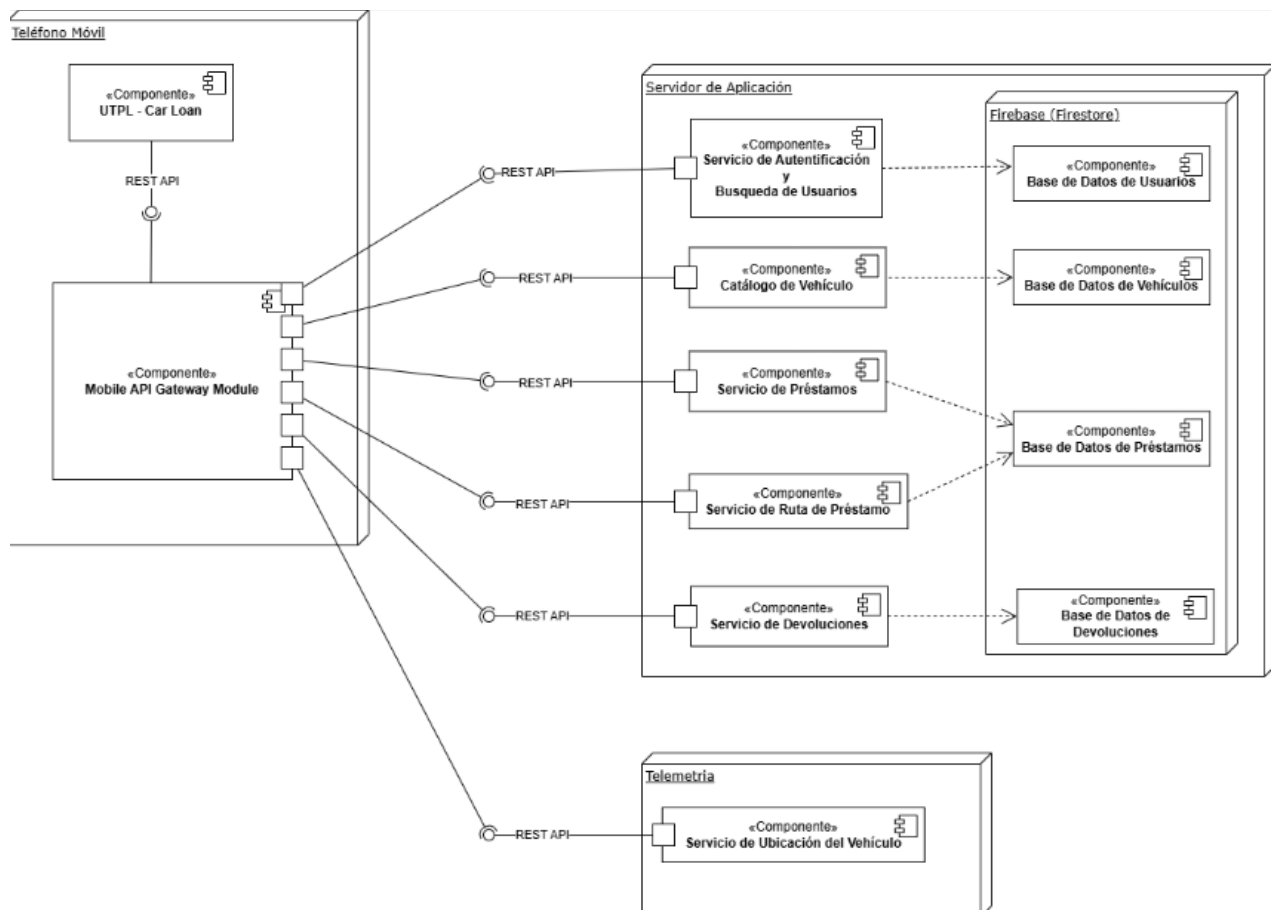 Teléfono Móvil
«Componente»
UTPL - Car Loan
REST API
«Componente»
Mobile API Gateway Module
Servidor de Aplicación
Firebase (Firestore)
REST API
«Componente»
Servicio de Autentificación
y
Busqueda de Usuarios
«Componente»
Base de Datos de Usuarios
REST API
«Componente»
Catálogo de Vehículo
«Componente»
Base de Datos de Vehículos
REST API
«Componente»
Servicio de Préstamos
«Componente»
Base de Datos de Préstamos
REST API
«Componente»
Servicio de Ruta de Préstamo
REST API
«Componente»
Servicio de Devoluciones
«Componente»
Base de Datos de
Devoluciones
Telemetria
REST API
«Componente»
Servicio de Ubicación del Vehículo